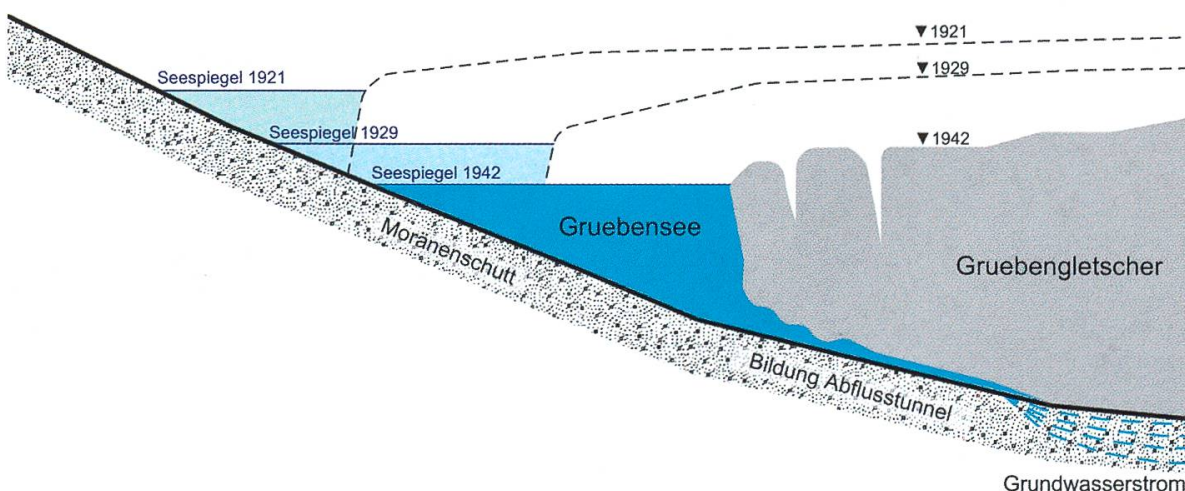 ▼ 1921
▼ 1929
Seespiegel 1921
Seespiegel 1929
▼ 1942
Seespiegel 1942
Gruebensee
Moränenschutt
Gruebengletscher
Bildung Abflusstunnel
Grundwasserstrom